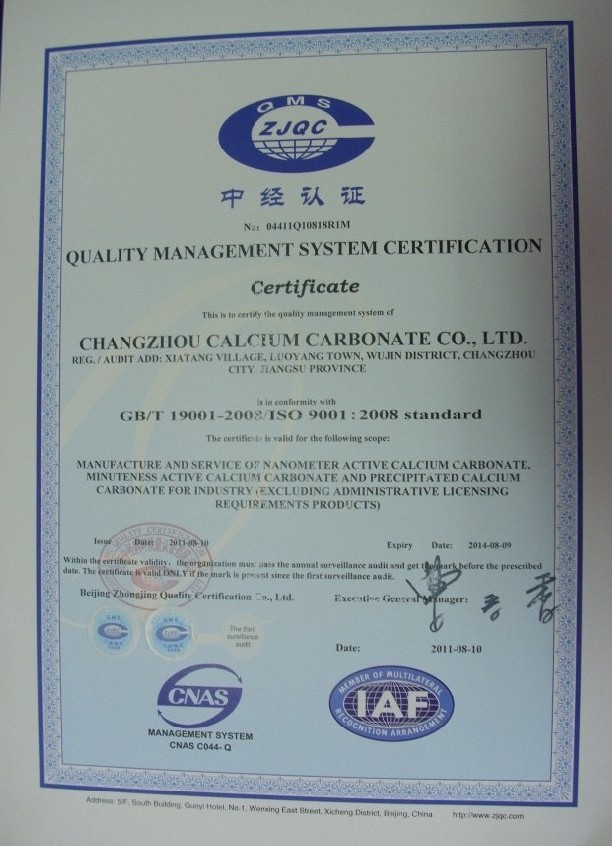 QMS
ZJQC
中经认证
No: 04411Q10818R1M
QUALITY MANAGEMENT SYSTEM CERTIFICATION
Certificate
This is to certify the quality management system of
CHANGZHOU CALCIUM CARBONATE CO., LTD.
REG. / AUDIT ADD: XIATANG VILLAGE, LUOYANG TOWN, WUJIN DISTRICT, CHANGZHOU
CITY JIANGSU PROVINCE
is in conformity with
GB/T 19001-2008/ISO 9001 : 2008 standard
The certificate is valid for the following scope:
MANUFACTURE AND SERVICE OF NANOMETER ACTIVE CALCIUM CARBONATE,
MINUTENESS ACTIVE CALCIUM CARBONATE AND PRECIPITATED CALCIUM
CARBONATE FOR INDUSTRY (EXCLUDING ADMINISTRATIVE LICENSING
REQUIREMENTS PRODUCTS)
Issue Date: 2011-08-10 Expiry Date: 2014-08-09
Within the certificate validity, the organization must pass the annual surveillance audit and get the mark before the prescribed
date. The certificate is valid ONLY if the mark is present since the first surveillance audit.
Beijing Zhongjing Quality Certification Co., Ltd. Executive General Manager:
QMS
QMS
The third
surveillance
audit
Date: 2011-08-10
CNAS
MANAGEMENT SYSTEM
CNAS C044-Q
MEMBER OF MULTILATERAL
IAF
RECOGNITION ARRANGEMENT
Address: 5/F, South Building, Guoyi Hotel, No.1, Wenxing East Street, Xicheng District, Beijing, China http://www.zjqc.com